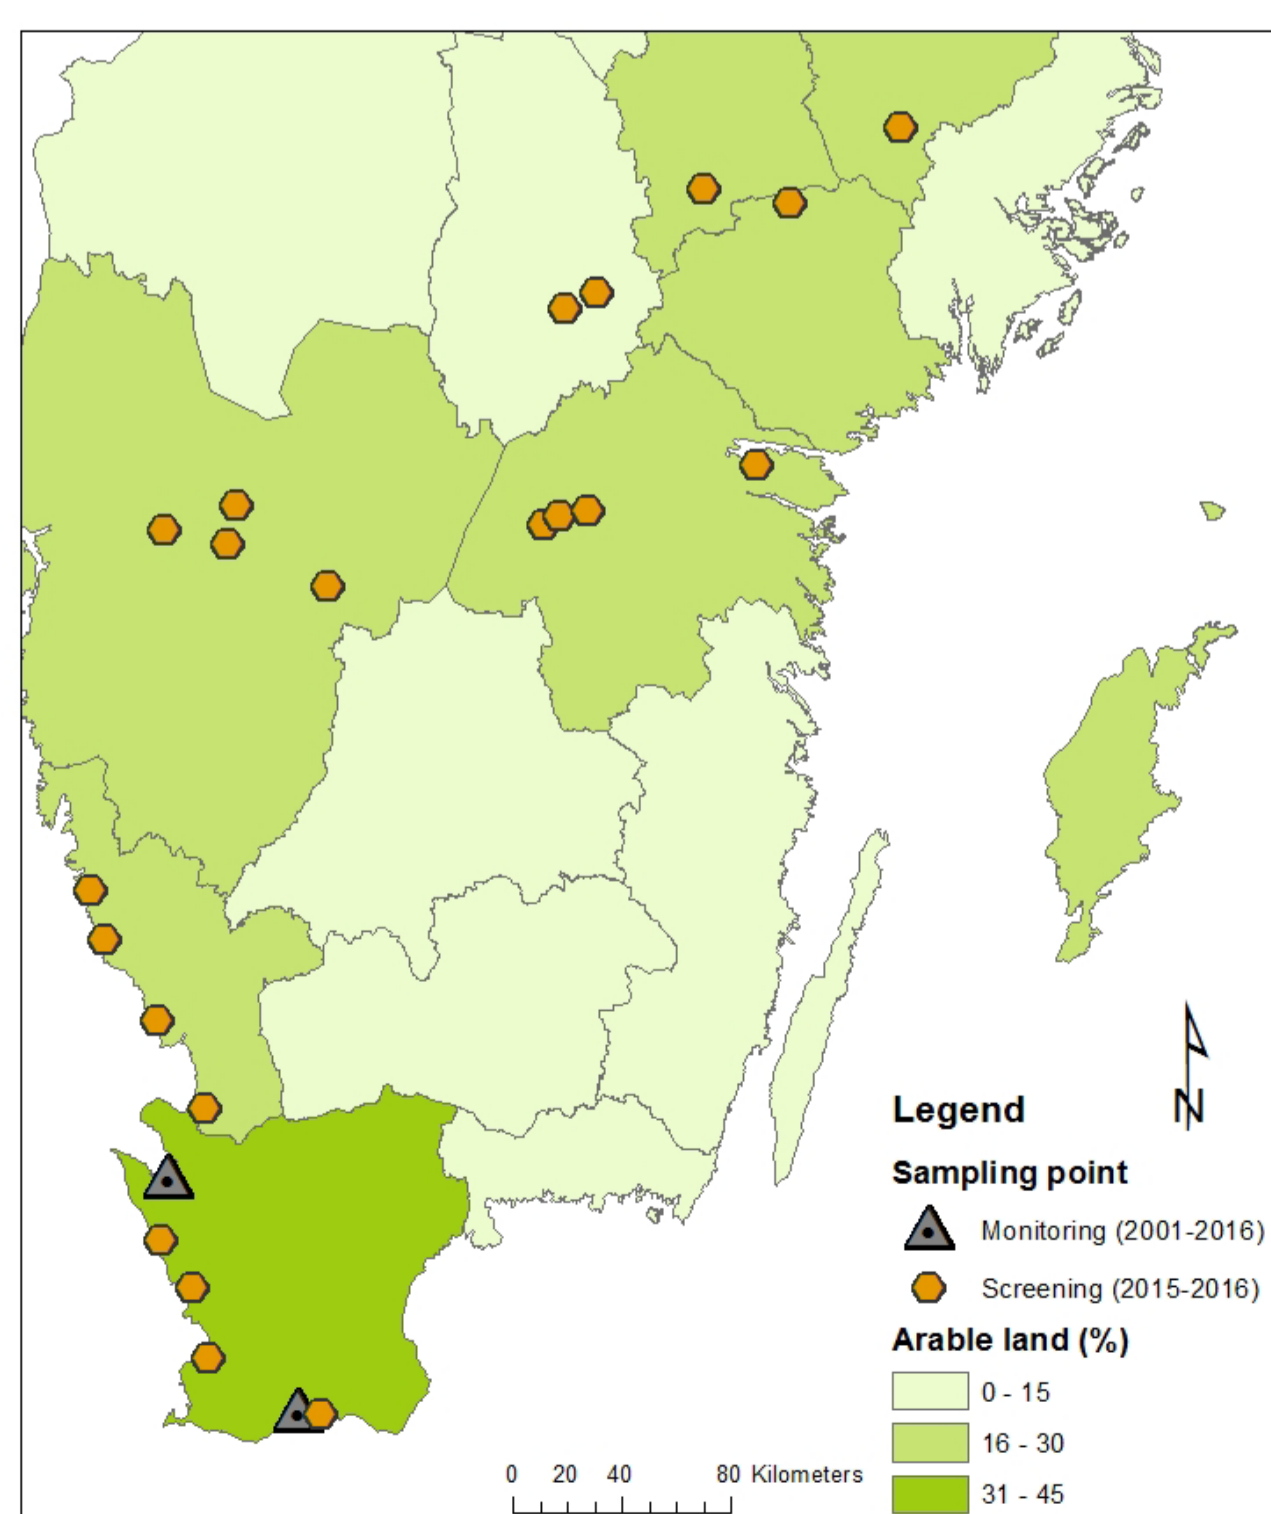 N
Legend
Sampling point
Monitoring (2001-2016)
Screening (2015-2016)
Arable land (%)
0 - 15
16 - 30
31 - 45
0 20 40 80 Kilometers